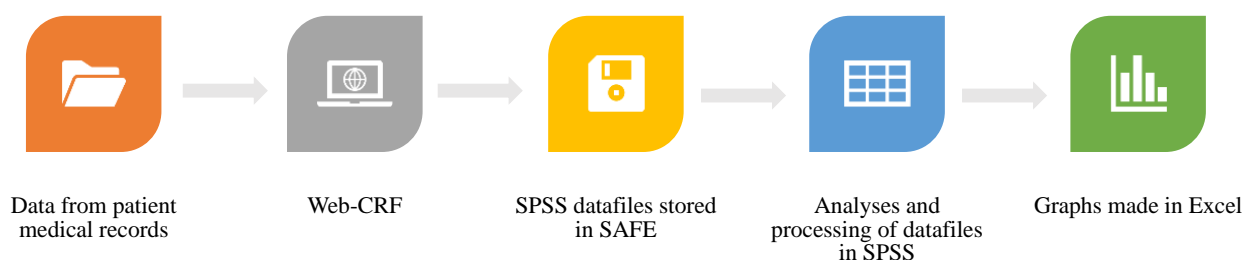 Data from patient
medical records
Web-CRF
SPSS datafiles stored
in SAFE
Analyses and
processing of datafiles
in SPSS
Graphs made in Excel